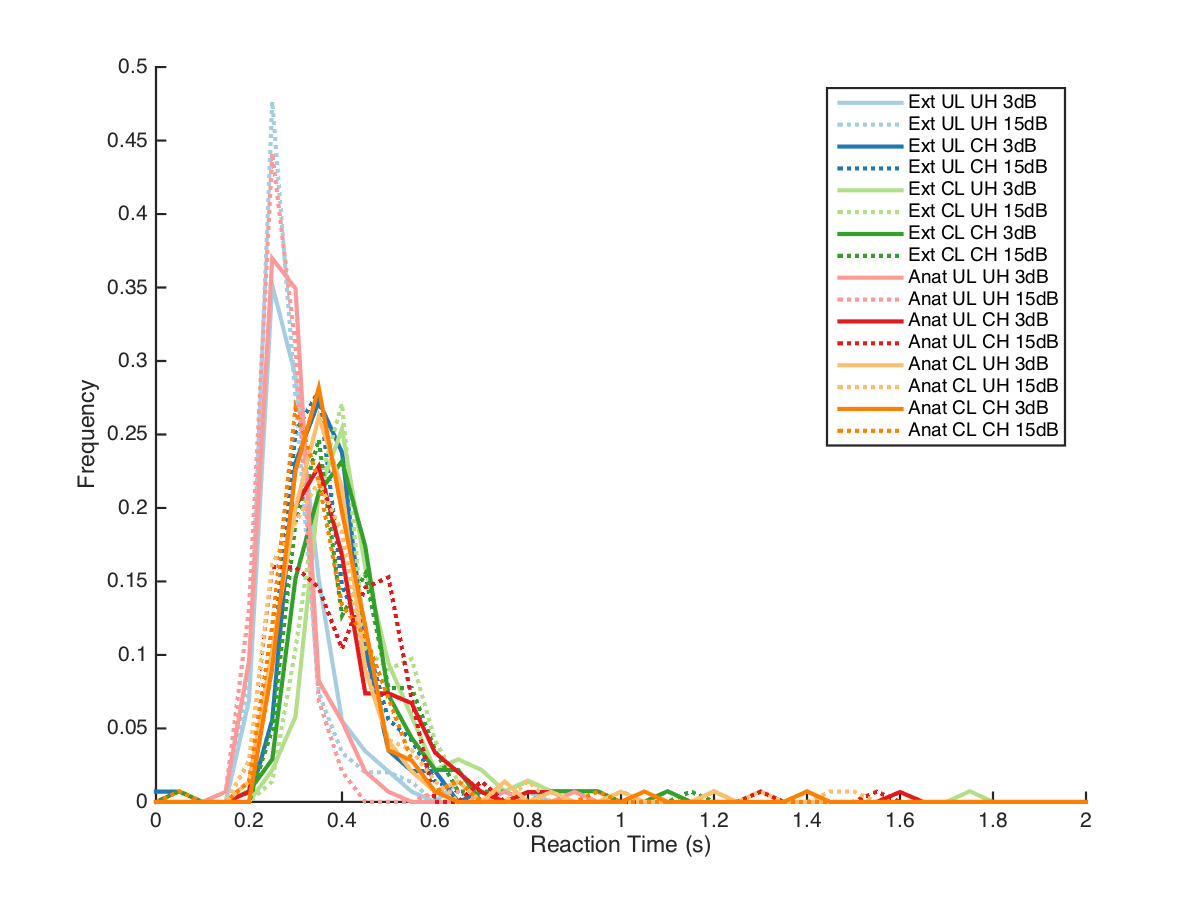 0.5
0.45
0.4
0.35
0.3
0.25
0.2
0.15
0.1
0.05
0
Frequency
0 0.2 0.4 0.6 0.8 1 1.2 1.4 1.6 1.8 2
Reaction Time (s)
Ext UL UH 3dB
Ext UL UH 15dB
Ext UL CH 3dB
Ext UL CH 15dB
Ext CL UH 3dB
Ext CL UH 15dB
Ext CL CH 3dB
Ext CL CH 15dB
Anat UL UH 3dB
Anat UL UH 15dB
Anat UL CH 3dB
Anat UL CH 15dB
Anat CL UH 3dB
Anat CL UH 15dB
Anat CL CH 3dB
Anat CL CH 15dB